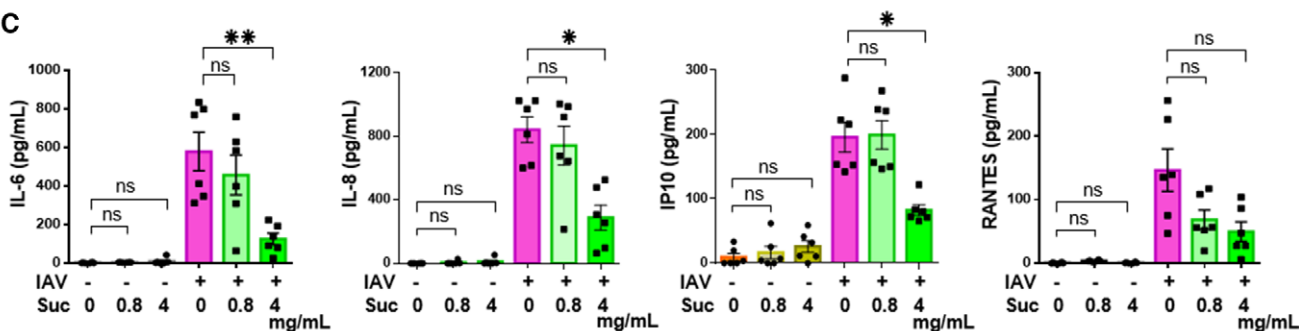 C
**
ns
ns
ns
IL-6 (pg/mL)
1000
800
600
400
200
0
IAV - - - + + +
Suc 0 0.8 4 0 0.8 4
mg/mL
*
ns
ns
ns
IL-8 (pg/mL)
1200
800
400
0
IAV - - - + + +
Suc 0 0.8 4 0 0.8 4
mg/mL
*
ns
ns
ns
IP10 (pg/mL)
300
200
100
0
IAV - - - + + +
Suc 0 0.8 4 0 0.8 4
mg/mL
ns
ns
ns
ns
RANTES (pg/mL)
300
200
100
0
IAV - - - + + +
Suc 0 0.8 4 0 0.8 4
mg/mL